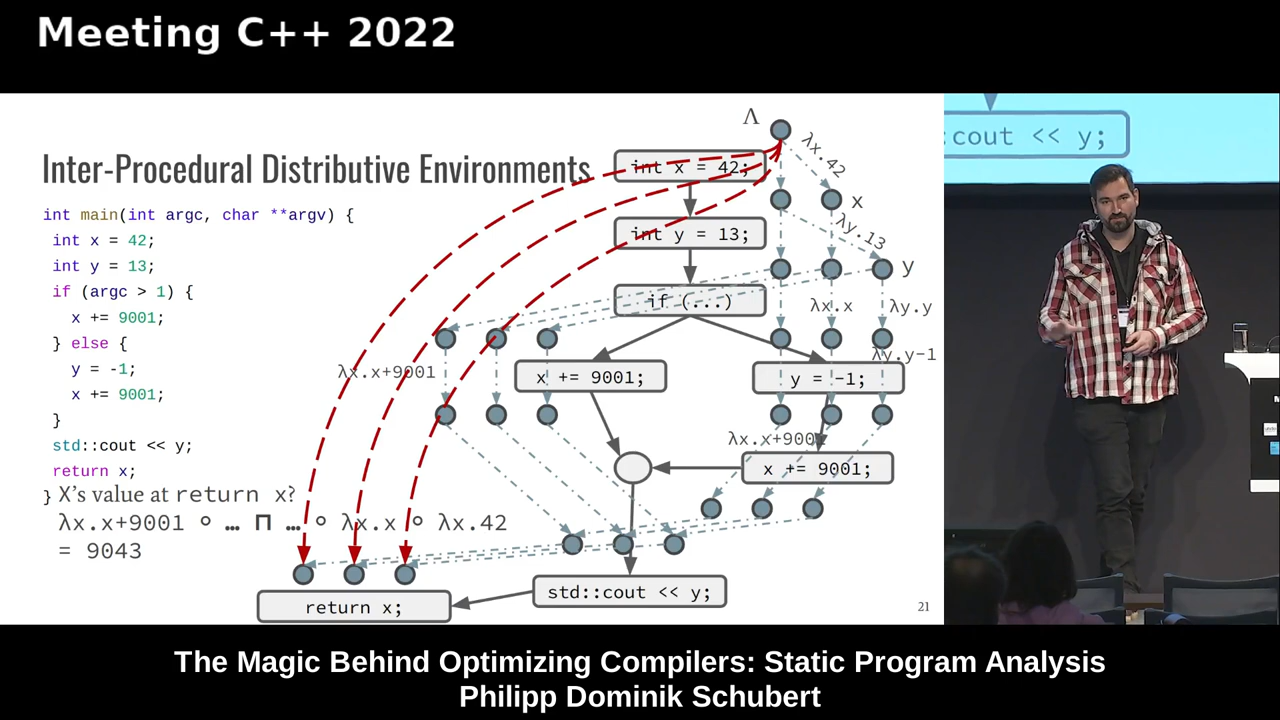 Meeting C++ 2022
Inter-Procedural Distributive Environments
int main(int argc, char **argv) {
int x = 42;
int y = 13;
if (argc > 1) {
x += 9001;
} else {
y = -1;
x += 9001;
}
std::cout << y;
return x;
}
X's value at return x?
λx.x+9001 ∘ … ⊓ … ∘ λx.x ∘ λx.42
= 9043
Λ
λx.42
int x = 42;
x
λy.13
int y = 13;
y
if (...)
λx.x
λy.y
λy.y-1
λx.x+9001
x += 9001;
y = -1;
λx.x+9001
x += 9001;
std::cout << y;
return x;
21
:cout << y;
The Magic Behind Optimizing Compilers: Static Program Analysis
Philipp Dominik Schubert